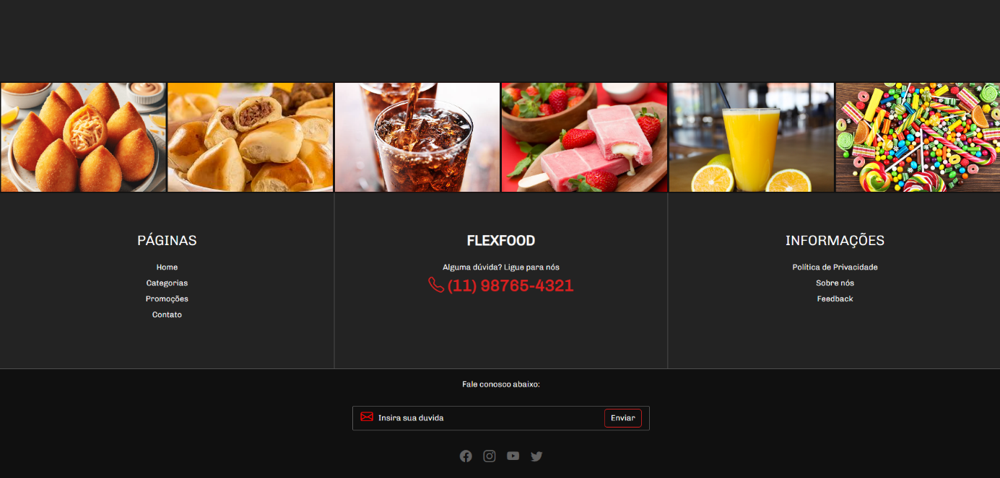 PÁGINAS
Home
Categorias
Promoções
Contato
FLEXFOOD
Alguma dúvida? Ligue para nós
(11) 98765-4321
INFORMAÇÕES
Política de Privacidade
Sobre nós
Feedback
Fale conosco abaixo:
Insira sua duvida
Enviar